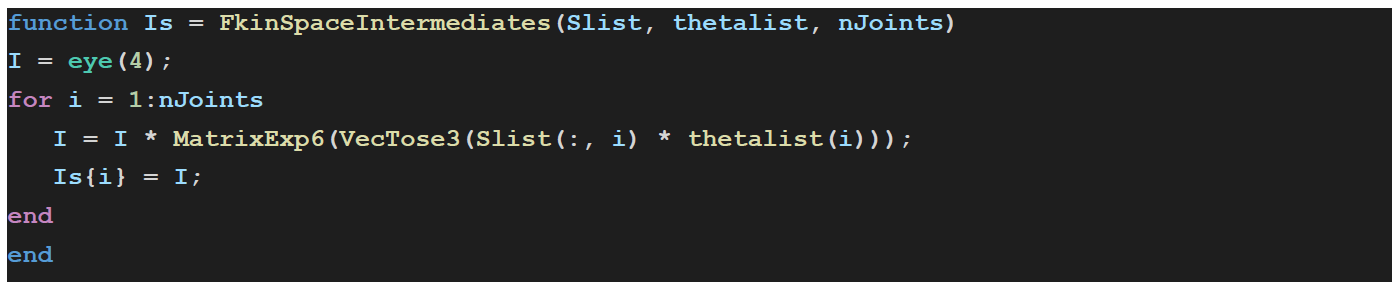 function Is = FkinSpaceIntermediates(Slist, thetalist, nJoints)
I = eye(4);
for i = 1:nJoints
   I = I * MatrixExp6(VecTose3(Slist(:, i) * thetalist(i)));
   Is{i} = I;
end
end